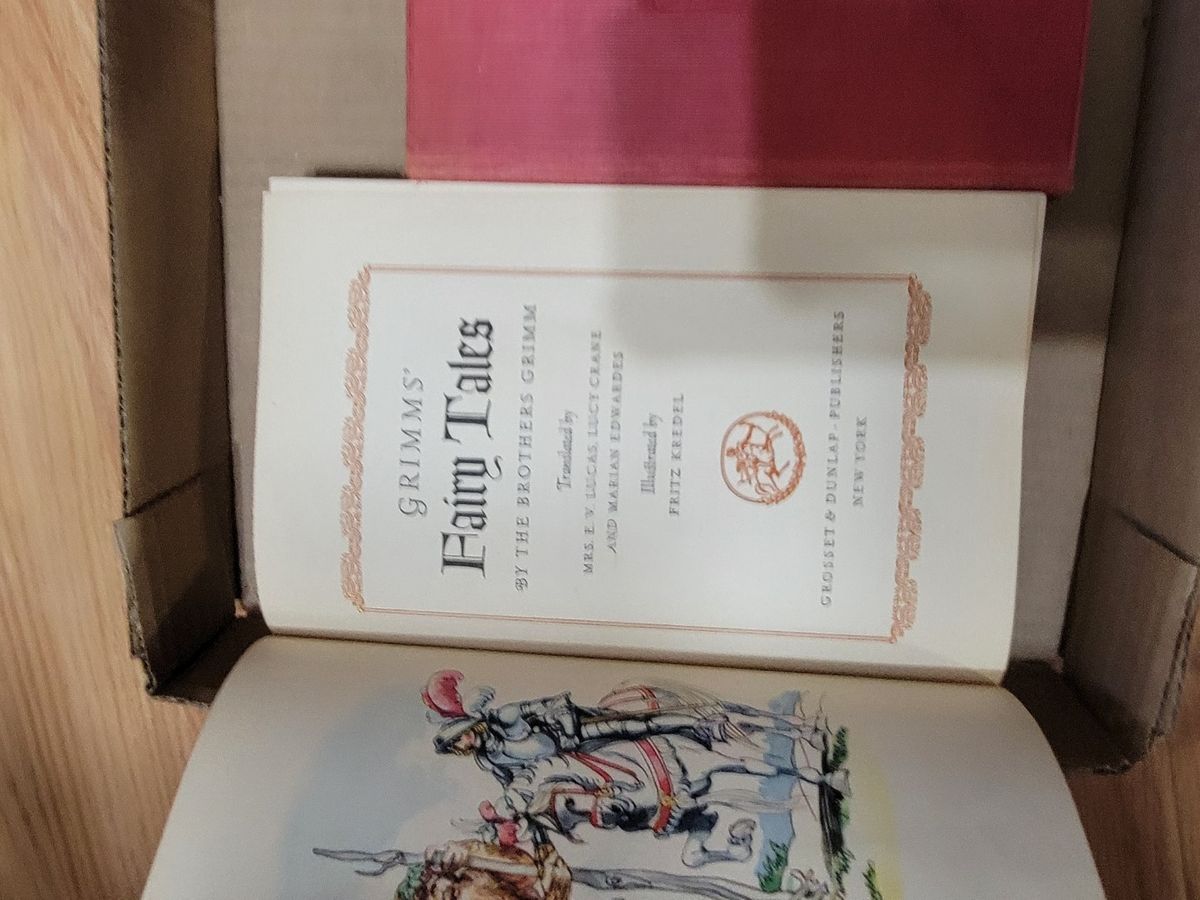 GRIMMS'
Fairy Tales
BY THE BROTHERS GRIMM
Translated by
MRS. E. V. LUCAS, LUCY CRANE
AND MARIAN EDWARDES
Illustrated by
FRITZ KREDEL
GROSSET & DUNLAP · PUBLISHERS
NEW YORK